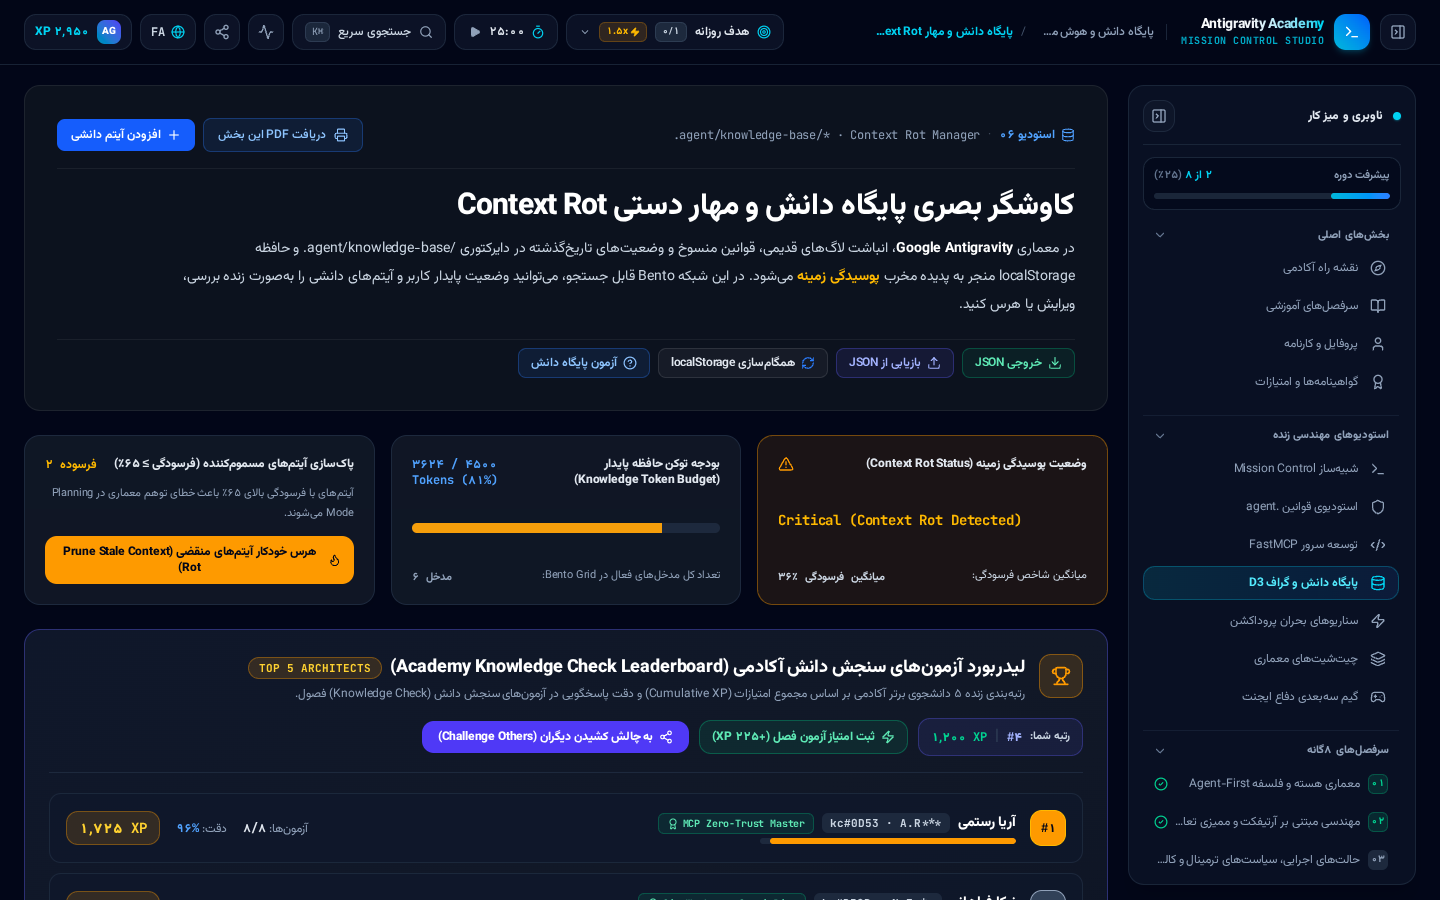 Antigravity Academy
MISSION CONTROL STUDIO
پایگاه دانش و هوش م...
/
پایگاه دانش و مهار ext Rot...
هدف روزانه
۰/۱
1.5x
۲۵:۰۰
جستجوی سریع
FA
XP ۲,۹۵۰
AG
ناوبری و میز کار
پیشرفت دوره
۲ از ۸ (۲۵٪)
بخش‌های اصلی
نقشه راه آکادمی
سرفصل‌های آموزشی
پروفایل و کارنامه
گواهینامه‌ها و امتیازات
استودیوهای مهندسی زنده
شبیه‌ساز Mission Control
استودیوی قوانین .agent
توسعه سرور FastMCP
پایگاه دانش و گراف D3
سناریوهای بحران پروداکشن
چیت‌شیت‌های معماری
گیم سه‌بعدی دفاع ایجنت
سرفصل‌های ۸گانه
۰۱
معماری هسته و فلسفه Agent-First
۰۲
مهندسی مبتنی بر آرتیفکت و ممیزی تعا...
۰۳
حالت‌های اجرایی، سیاست‌های ترمینال و کال...
استودیو ۰۶
·
.agent/knowledge-base/* · Context Rot Manager
دریافت PDF این بخش
افزودن آیتم دانشی
کاوشگر بصری پایگاه دانش و مهار دستی Context Rot
در معماری Google Antigravity، انباشت لاگ‌های قدیمی، قوانین منسوخ و وضعیت‌های تاریخ‌گذشته در دایرکتوری .agent/knowledge-base/ و حافظه
localStorage منجر به پدیده مخرب پوسیدگی زمینه می‌شود. در این شبکه Bento قابل جستجو، می‌توانید وضعیت پایدار کاربر و آیتم‌های دانشی را به‌صورت زنده بررسی،
ویرایش یا هرس کنید.
خروجی JSON
بازیابی از JSON
همگام‌سازی localStorage
آزمون پایگاه دانش
وضعیت پوسیدگی زمینه (Context Rot Status)
Critical (Context Rot Detected)
میانگین شاخص فرسودگی:
میانگین فرسودگی ۳۶٪
بودجه توکن حافظه پایدار
(Knowledge Token Budget)
۳۶۲۴ / ۴۵۰۰
Tokens (۸۱%)
تعداد کل مدخل‌های فعال در Bento Grid:
۶ مدخل
پاک‌سازی آیتم‌های مسموم‌کننده (فرسودگی ≥ ۶۵٪)
۲ فرسوده
آیتم‌های با فرسودگی بالای ۶۵٪ باعث خطای توهم معماری در Planning
Mode می‌شوند.
هرس خودکار آیتم‌های منقضی (Prune Stale Context
Rot)
لیدربورد آزمون‌های سنجش دانش آکادمی (Academy Knowledge Check Leaderboard)
TOP 5 ARCHITECTS
رتبه‌بندی زنده ۵ دانشجوی برتر آکادمی بر اساس مجموع امتیازات (Cumulative XP) و دقت پاسخگویی در آزمون‌های سنجش دانش (Knowledge Check) فصول.
رتبه شما:
#۴
۱,۲۰۰ XP
ثبت امتیاز آزمون فصل (+۲۲۵ XP)
به چالش کشیدن دیگران (Challenge Others)
#۱
آریا رستمی
kc#0D53 · A.R***
MCP Zero-Trust Master
آزمون‌ها: ۸/۸
دقت: ۹۶%
۱,۷۲۵ XP